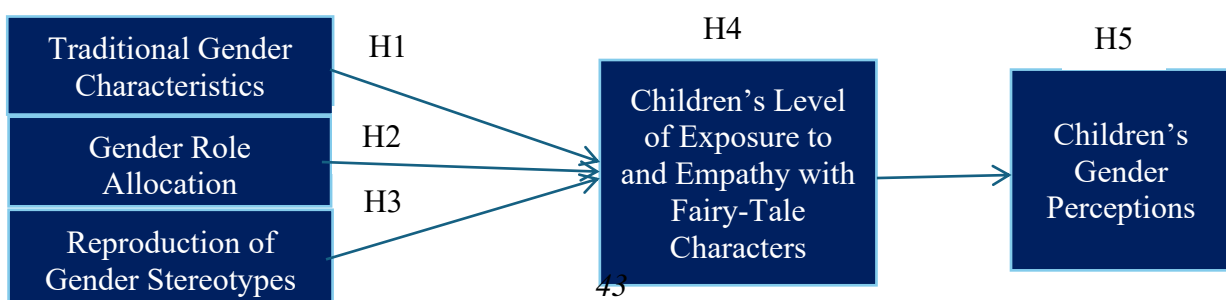 Traditional Gender
Characteristics
H1
Gender Role
Allocation
H2
Reproduction of
Gender Stereotypes
H3
H4
Children’s Level
of Exposure to
and Empathy with
Fairy-Tale
Characters
43
H5
Children’s
Gender
Perceptions